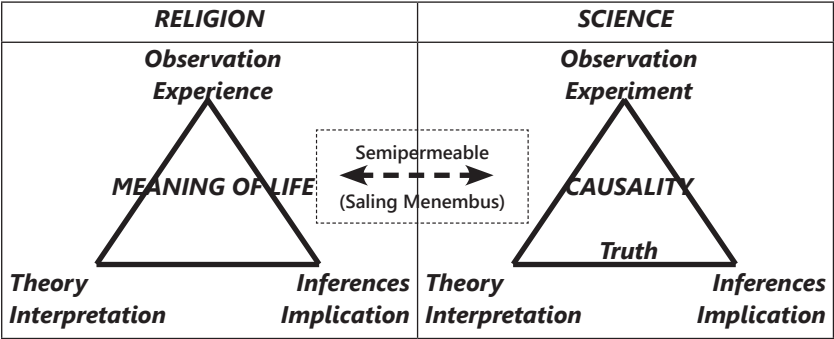 RELIGION
Observation
Experience
MEANING OF LIFE
Theory
Interpretation
Inferences
Implication
Semipermeable
(Saling Menembus)
SCIENCE
Observation
Experiment
CAUSALITY
Truth
Theory
Interpretation
Inferences
Implication